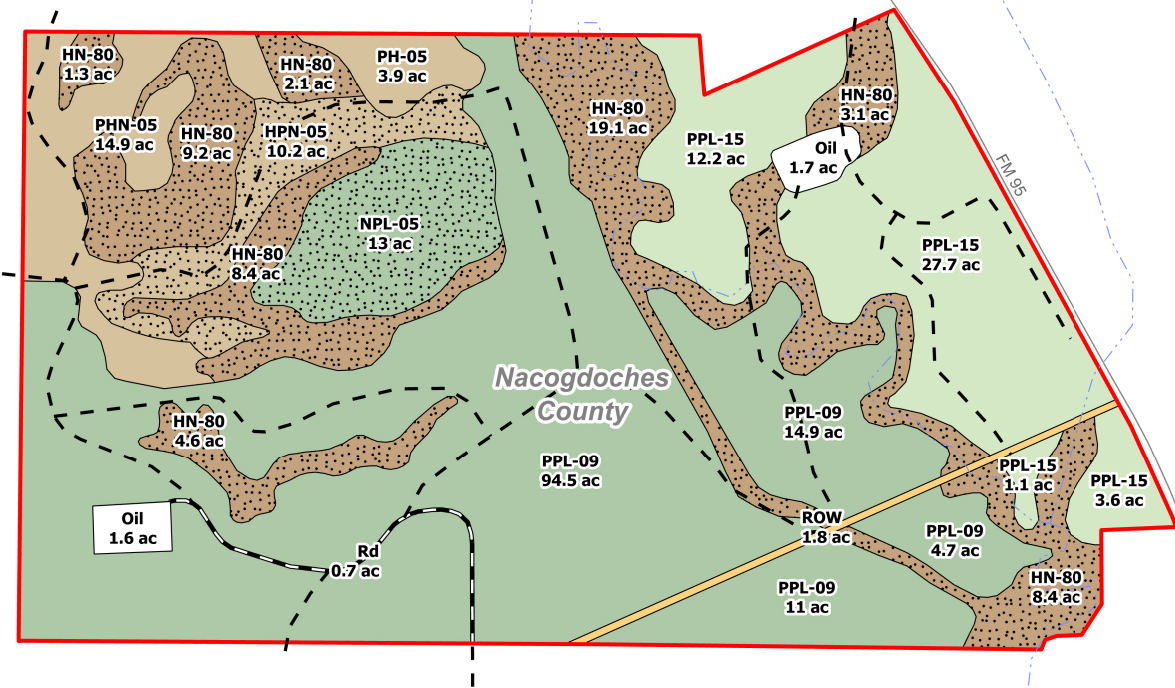 HN-80
1.3 ac
HN-80
2.1 ac
PH-05
3.9 ac
PHN-05
14.9 ac
HN-80
9.2 ac
HPN-05
10.2 ac
HN-80
19.1 ac
PPL-15
12.2 ac
HN-80
3.1 ac
Oil
1.7 ac
FM 95
NPL-05
13 ac
HN-80
8.4 ac
PPL-15
27.7 ac
Nacogdoches
County
HN-80
4.6 ac
PPL-09
14.9 ac
PPL-09
94.5 ac
PPL-15
1.1 ac
PPL-15
3.6 ac
Oil
1.6 ac
ROW
1.8 ac
PPL-09
4.7 ac
Rd
0.7 ac
PPL-09
11 ac
HN-80
8.4 ac